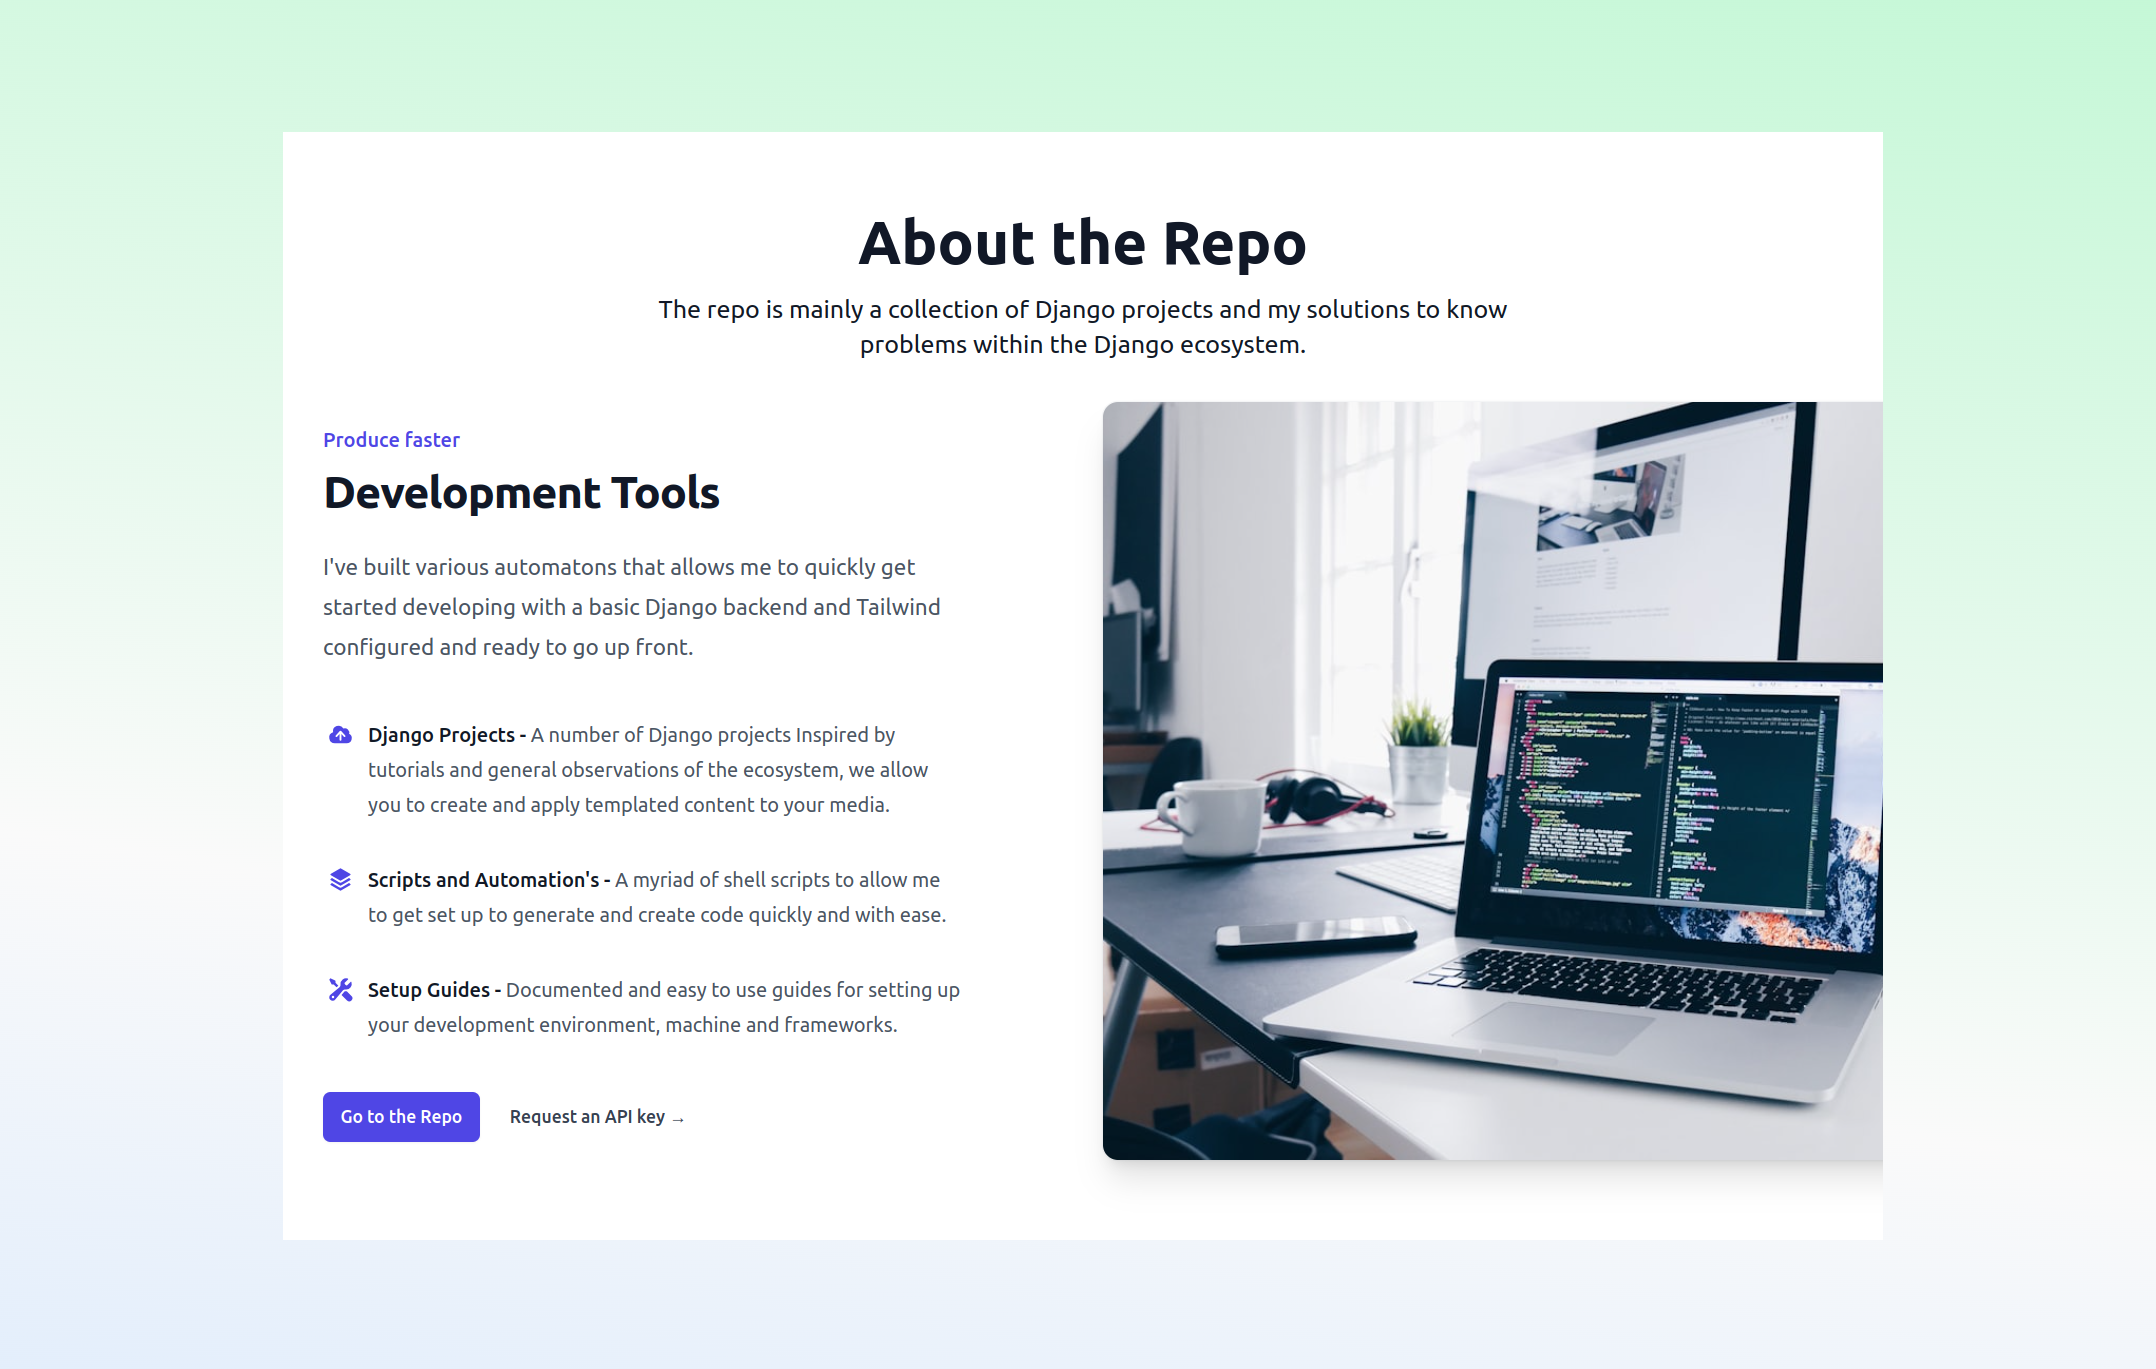 About the Repo
The repo is mainly a collection of Django projects and my solutions to know
problems within the Django ecosystem.
Produce faster
Development Tools
I've built various automatons that allows me to quickly get
started developing with a basic Django backend and Tailwind
configured and ready to go up front.
Django Projects - A number of Django projects Inspired by
tutorials and general observations of the ecosystem, we allow
you to create and apply templated content to your media.
Scripts and Automation's - A myriad of shell scripts to allow me
to get set up to generate and create code quickly and with ease.
Setup Guides - Documented and easy to use guides for setting up
your development environment, machine and frameworks.
Go to the Repo
Request an API key →